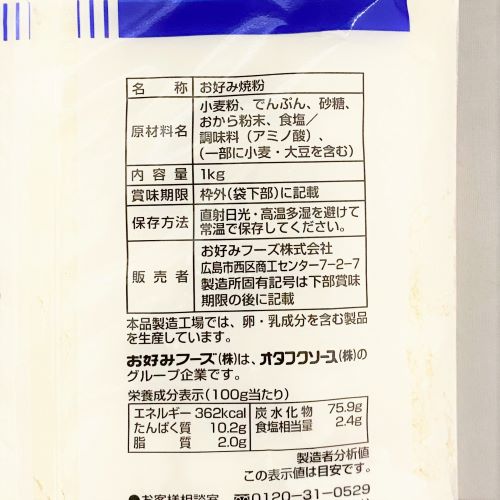 名称 お好み焼粉
原材料名 小麦粉、でんぷん、砂糖、
おから粉末、食塩／
調味料（アミノ酸）、
（一部に小麦・大豆を含む）
内容量 1kg
賞味期限 枠外（袋下部）に記載
保存方法 直射日光・高温多湿を避けて
常温で保存してください。
販売者 お好みフーズ株式会社
広島市西区商工センター7-2-7
製造所固有記号は下部賞味
期限の後に記載
本品製造工場では、卵・乳成分を含む製品
を生産しています。
お好みフーズ（株）は、オタフクソース（株）の
グループ企業です。
栄養成分表示（100g当たり）
エネルギー 362kcal 炭水化物 75.9g
たんぱく質 10.2g 食塩相当量 2.4g
脂質 2.0g
製造者分析値
この表示値は目安です。
●お客様相談室 0120-31-0529